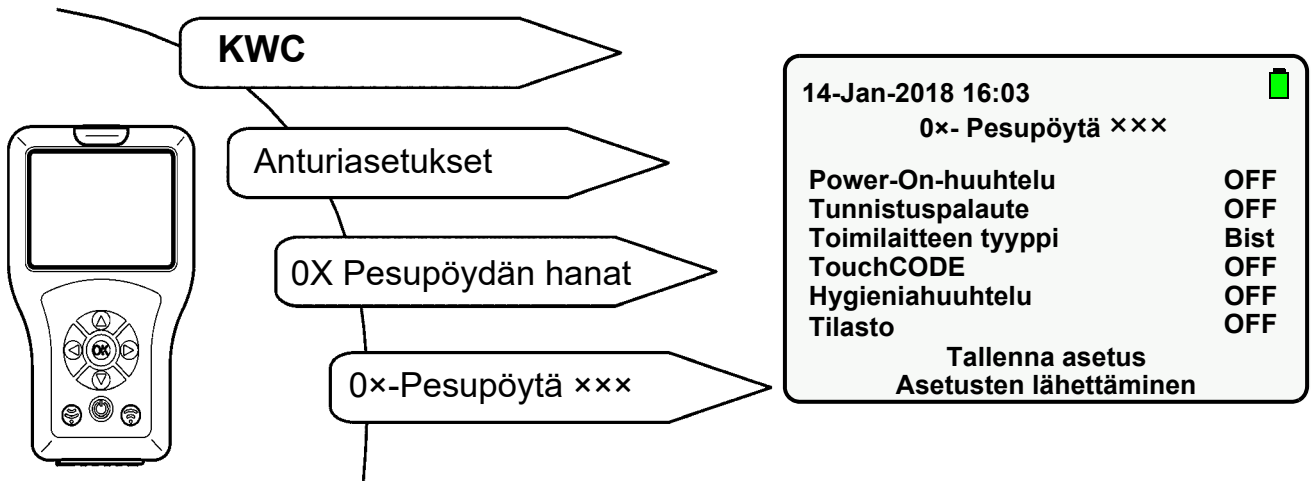 KWC
Anturiasetukset
0X Pesupöydän hanat
0×-Pesupöytä ×××
OK
14-Jan-2018 16:03
0×- Pesupöytä ×××
Power-On-huuhtelu OFF
Tunnistuspalaute OFF
Toimilaitteen tyyppi Bist
TouchCODE OFF
Hygieniahuuhtelu OFF
Tilasto OFF
Tallenna asetus
Asetusten lähettäminen